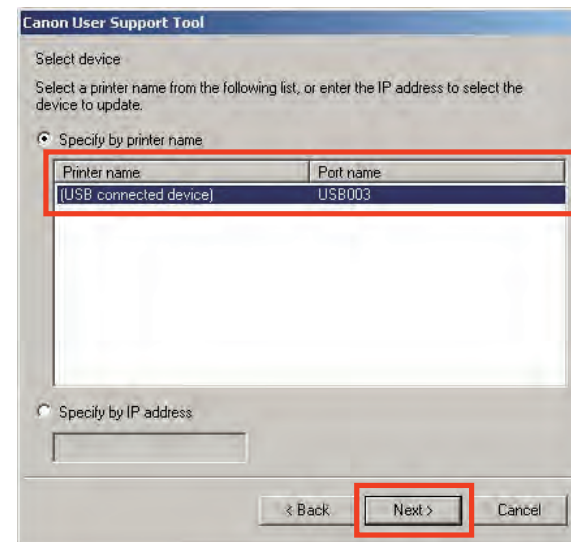 Canon User Support Tool
Select device
Select a printer name from the following list, or enter the IP address to select the
device to update.
Specify by printer name
Printer name Port name
(USB connected device) USB003
Specify by IP address
< Back Next > Cancel